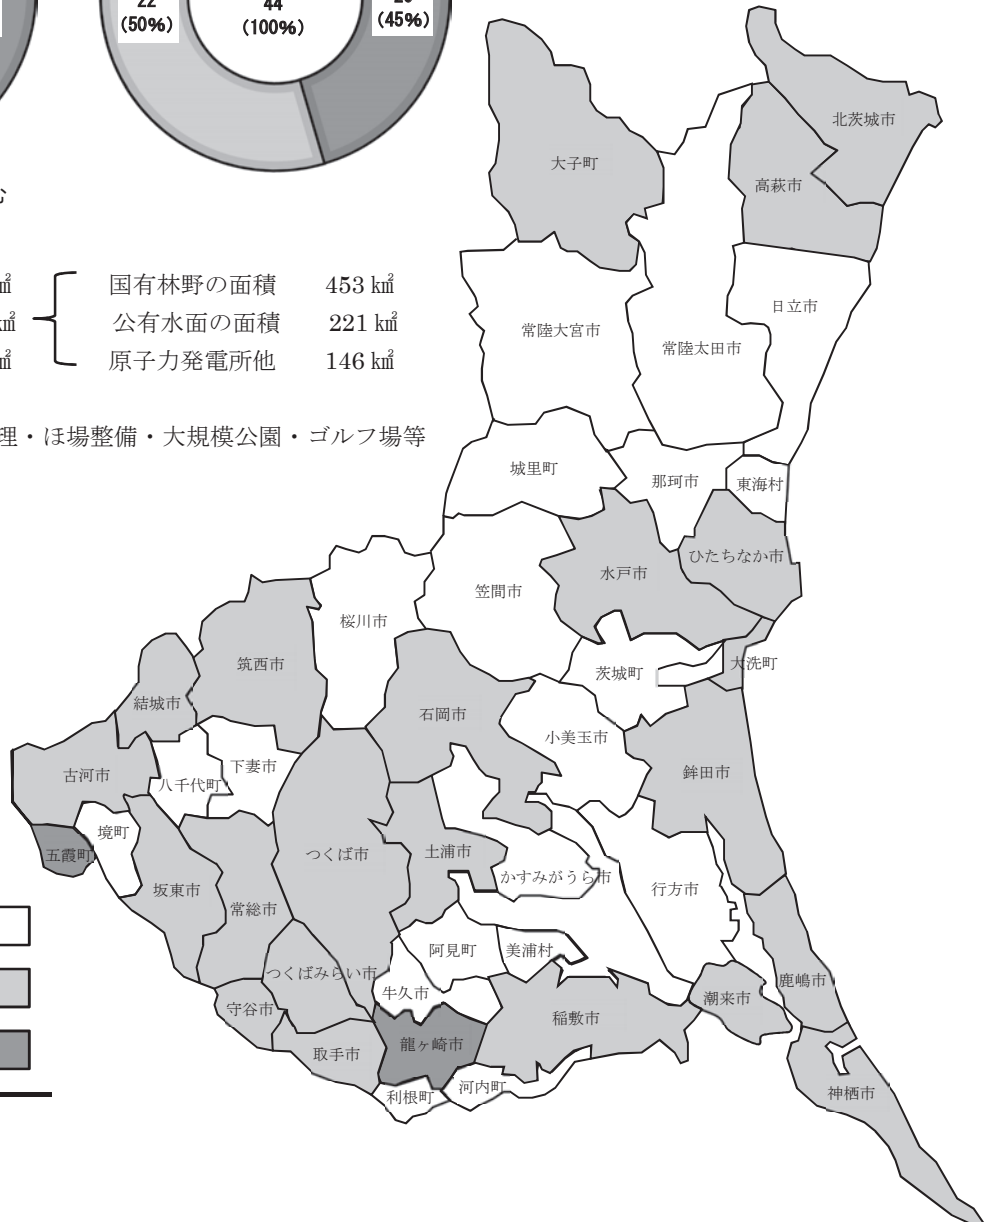 22
(50%)
44
(100%)
(45%)
国有林野の面積 453 ㎢
公有水面の面積 221 ㎢
原子力発電所他 146 ㎢
理・ほ場整備・大規模公園・ゴルフ場等
北茨城市
大子町
高萩市
日立市
常陸大宮市
常陸太田市
城里町
那珂市
東海村
ひたちなか市
水戸市
笠間市
桜川市
筑西市
茨城町
大洗町
結城市
石岡市
小美玉市
下妻市
鉾田市
古河市
八千代町
境町
五霞町
つくば市
土浦市
かすみがうら市
坂東市
行方市
常総市
阿見町
美浦村
つくばみらい市
鹿嶋市
牛久市
潮来市
守谷市
稲敷市
龍ヶ崎市
取手市
河内町
利根町
神栖市